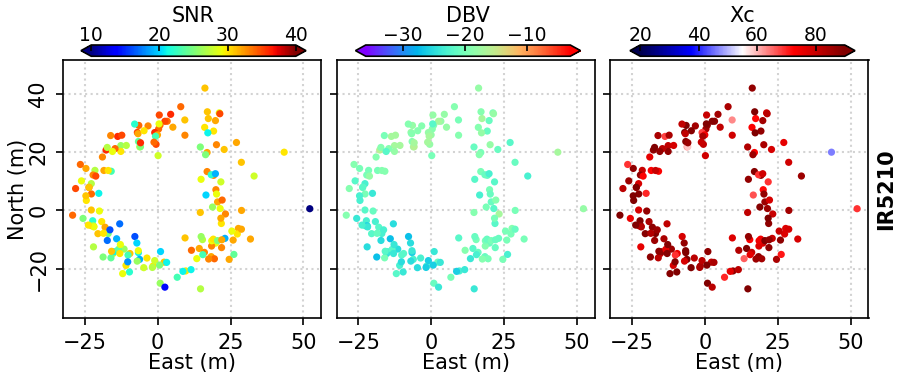 SNR DBV Xc
10 20 30 40 −30 −20 −10 20 40 60 80
North (m)
40
20
0
−20
−25 0 25 50 −25 0 25 50 −25 0 25 50
East (m) East (m) East (m)
IR5210